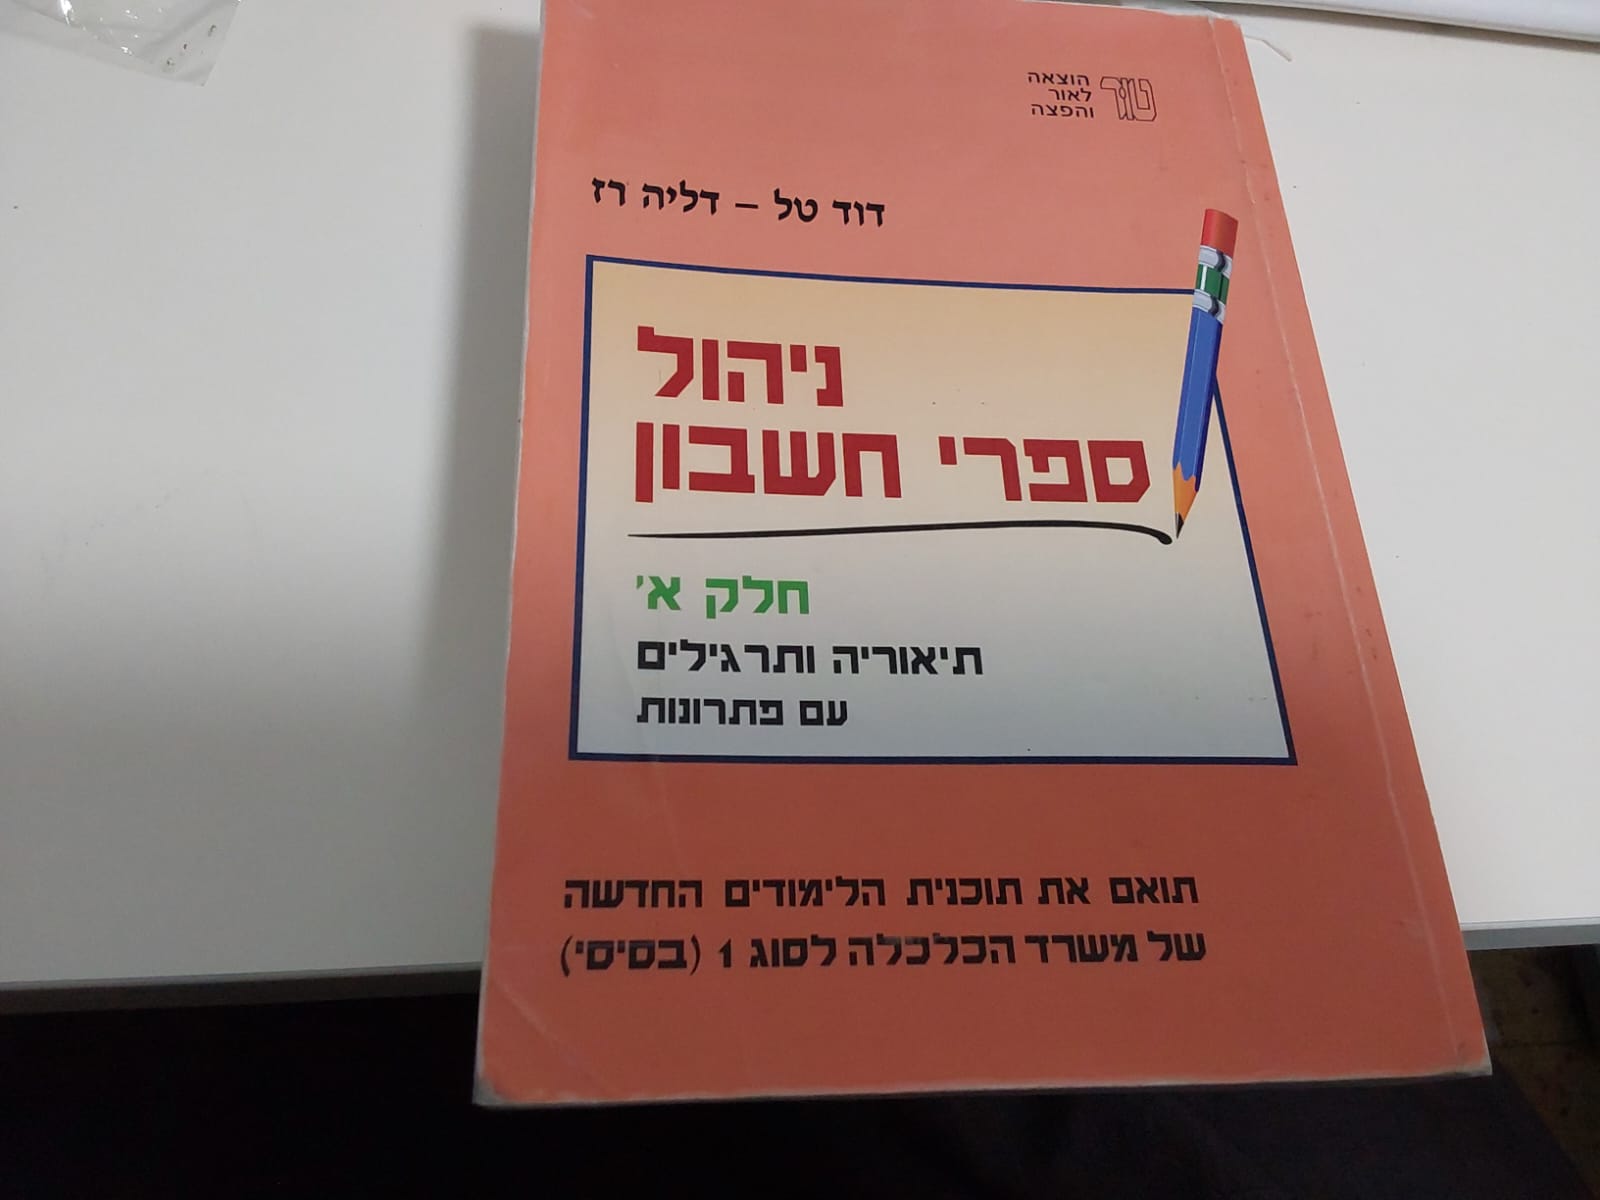 טוּר
הוצאה
לאור
והפצה
דוד טל – דליה רז
ניהול
ספרי חשבון
חלק א'
תיאוריה ותרגילים
עם פתרונות
תואם את תוכנית הלימודים החדשה
של משרד הכלכלה לסוג 1 (בסיסי)